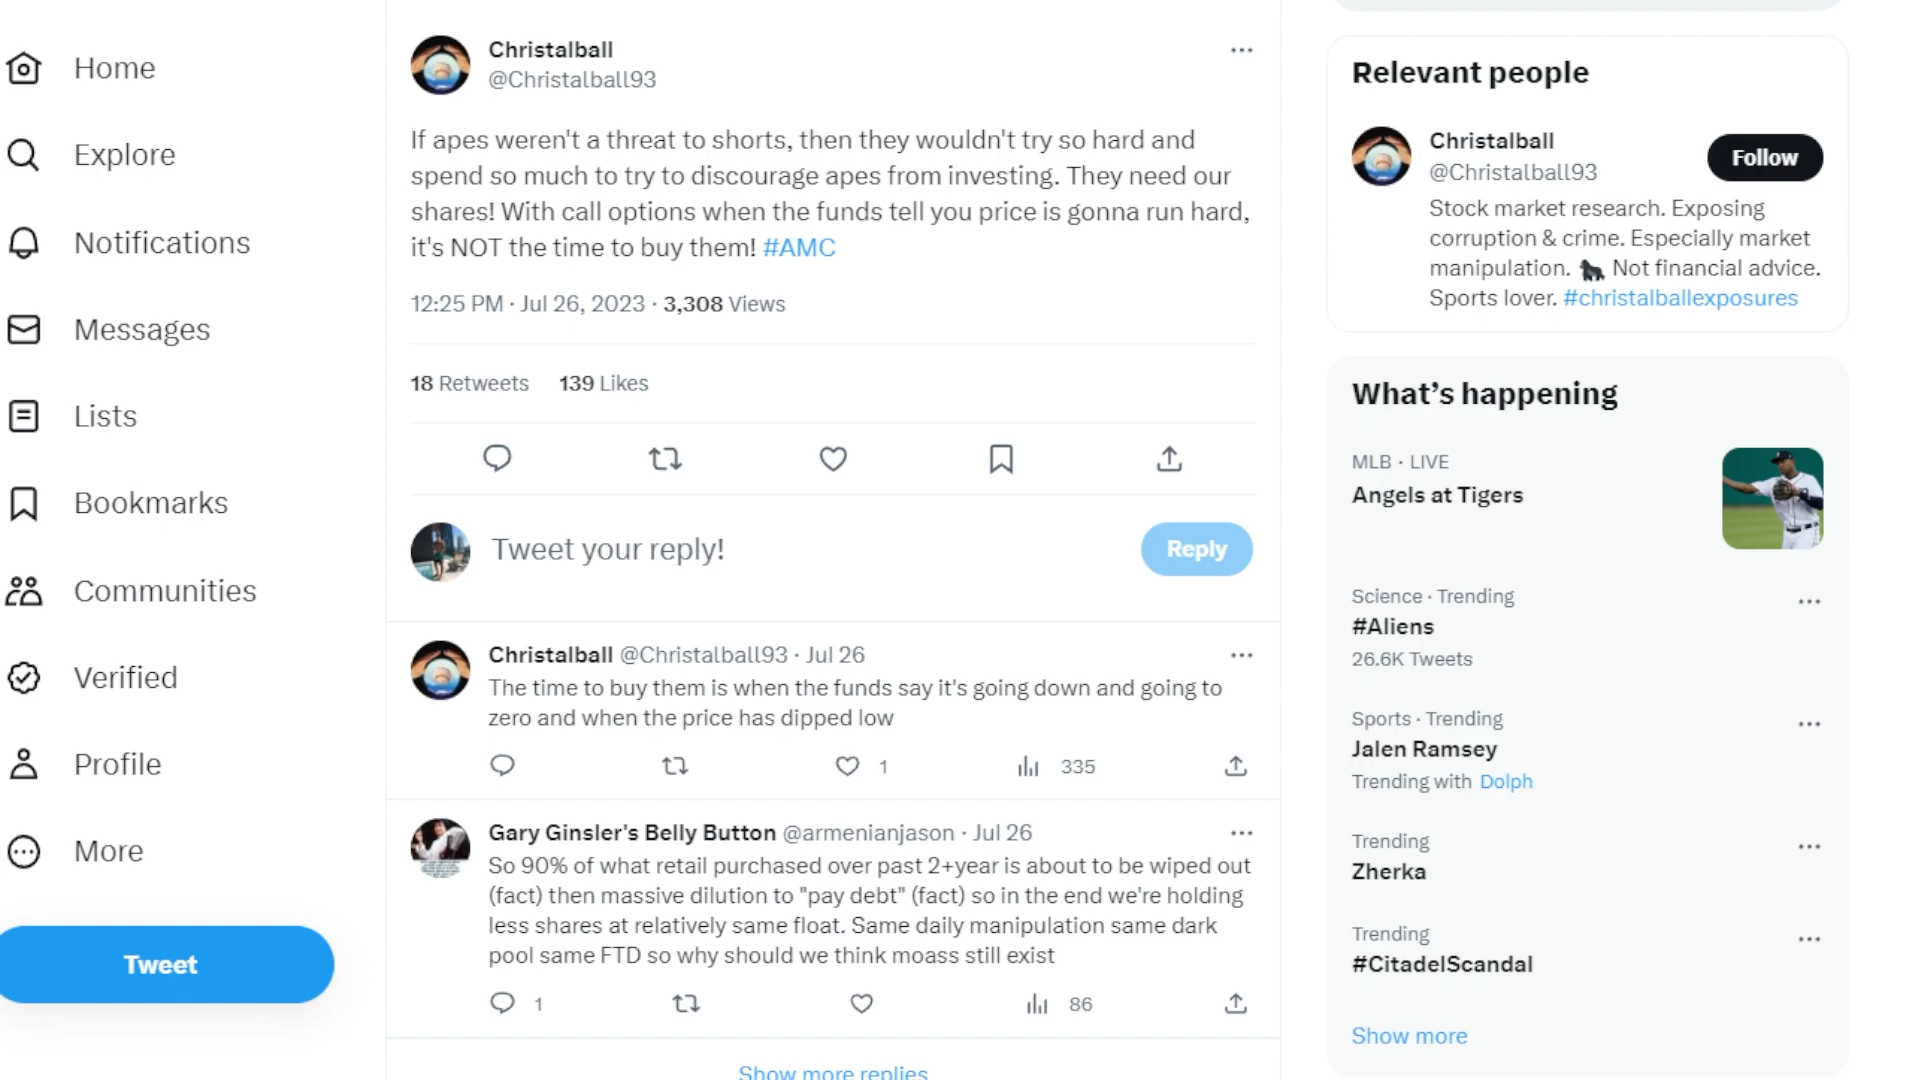 Home
Explore
Notifications
Messages
Lists
Bookmarks
Communities
Verified
Profile
More
Tweet
Christalball
@Christalball93
If apes weren't a threat to shorts, then they wouldn't try so hard and
spend so much to try to discourage apes from investing. They need our
shares! With call options when the funds tell you price is gonna run hard,
it's NOT the time to buy them! #AMC
12:25 PM · Jul 26, 2023 · 3,308 Views
18 Retweets 139 Likes
Tweet your reply!
Reply
Christalball @Christalball93 · Jul 26
The time to buy them is when the funds say it's going down and going to
zero and when the price has dipped low
1 335
Gary Ginsler's Belly Button @armenianjason · Jul 26
So 90% of what retail purchased over past 2+year is about to be wiped out
(fact) then massive dilution to "pay debt" (fact) so in the end we're holding
less shares at relatively same float. Same daily manipulation same dark
pool same FTD so why should we think moass still exist
1 86
Show more replies
Relevant people
Christalball
@Christalball93
Follow
Stock market research. Exposing
corruption & crime. Especially market
manipulation. 🦍 Not financial advice.
Sports lover. #christalballexposures
What's happening
MLB · LIVE
Angels at Tigers
Science · Trending
#Aliens
26.6K Tweets
Sports · Trending
Jalen Ramsey
Trending with Dolph
Trending
Zherka
Trending
#CitadelScandal
Show more